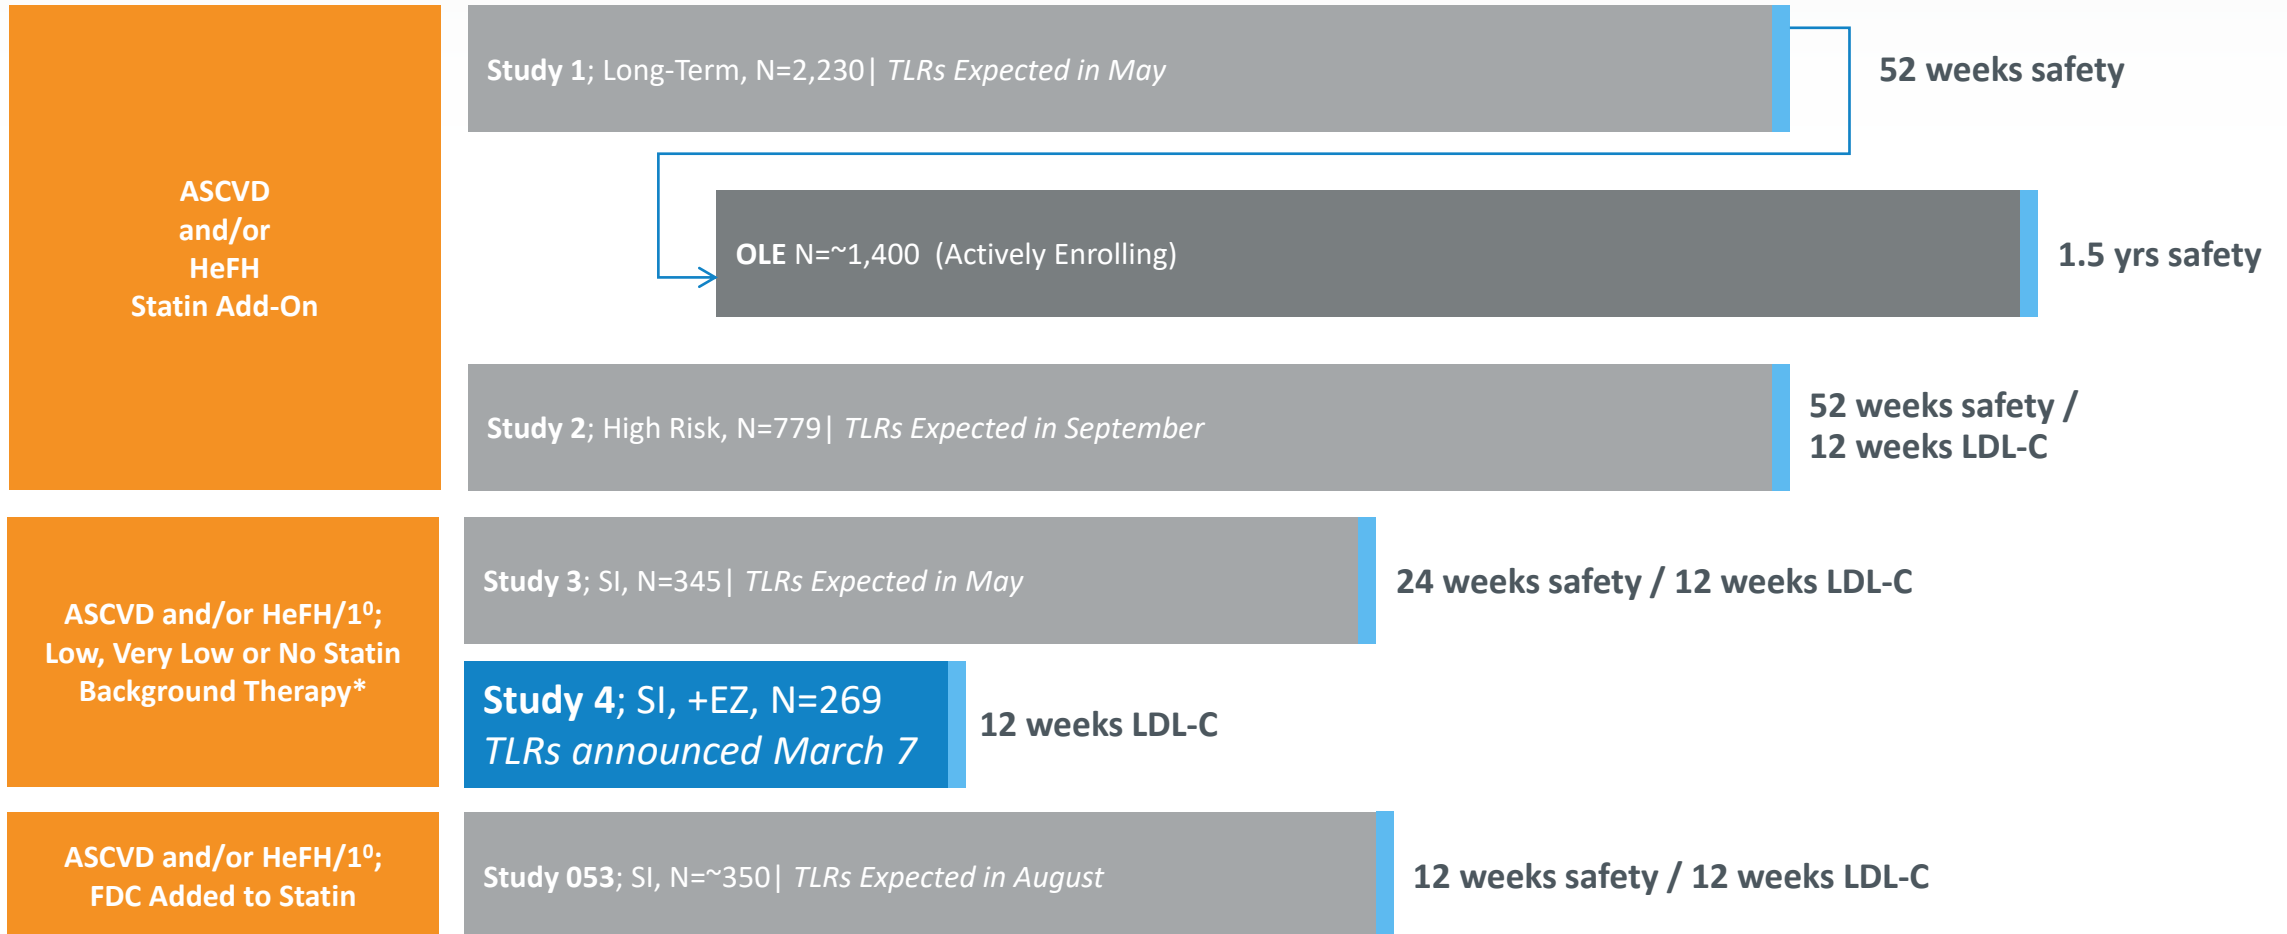 ASCVD
and/or
HeFH
Statin Add-On
Study 1; Long-Term, N=2,230| TLRs Expected in May
52 weeks safety
OLE N=~1,400 (Actively Enrolling)
1.5 yrs safety
Study 2; High Risk, N=779| TLRs Expected in September
52 weeks safety /
12 weeks LDL-C
ASCVD and/or HeFH/1⁰;
Low, Very Low or No Statin
Background Therapy*
Study 3; SI, N=345| TLRs Expected in May
24 weeks safety / 12 weeks LDL-C
Study 4; SI, +EZ, N=269
TLRs announced March 7
12 weeks LDL-C
ASCVD and/or HeFH/1⁰;
FDC Added to Statin
Study 053; SI, N=~350| TLRs Expected in August
12 weeks safety / 12 weeks LDL-C